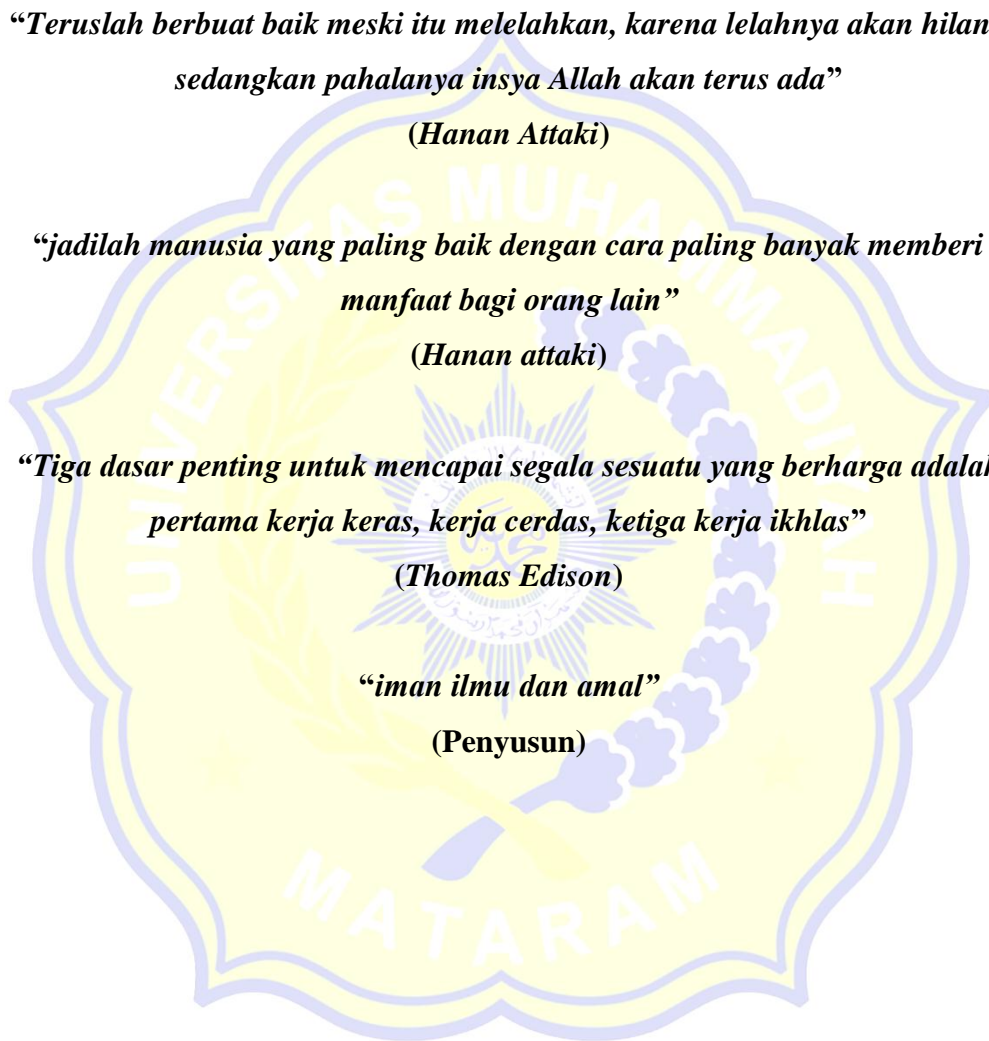 “Teruslah berbuat baik meski itu melelahkan, karena lelahnya akan hilan
sedangkan pahalanya insya Allah akan terus ada”
(Hanan Attaki)
“jadilah manusia yang paling baik dengan cara paling banyak memberi
manfaat bagi orang lain”
(Hanan attaki)
“Tiga dasar penting untuk mencapai segala sesuatu yang berharga adala
pertama kerja keras, kerja cerdas, ketiga kerja ikhlas”
(Thomas Edison)
“iman ilmu dan amal”
(Penyusun)
UNIVERSITAS MUHAMMADIYAH
MATARAM